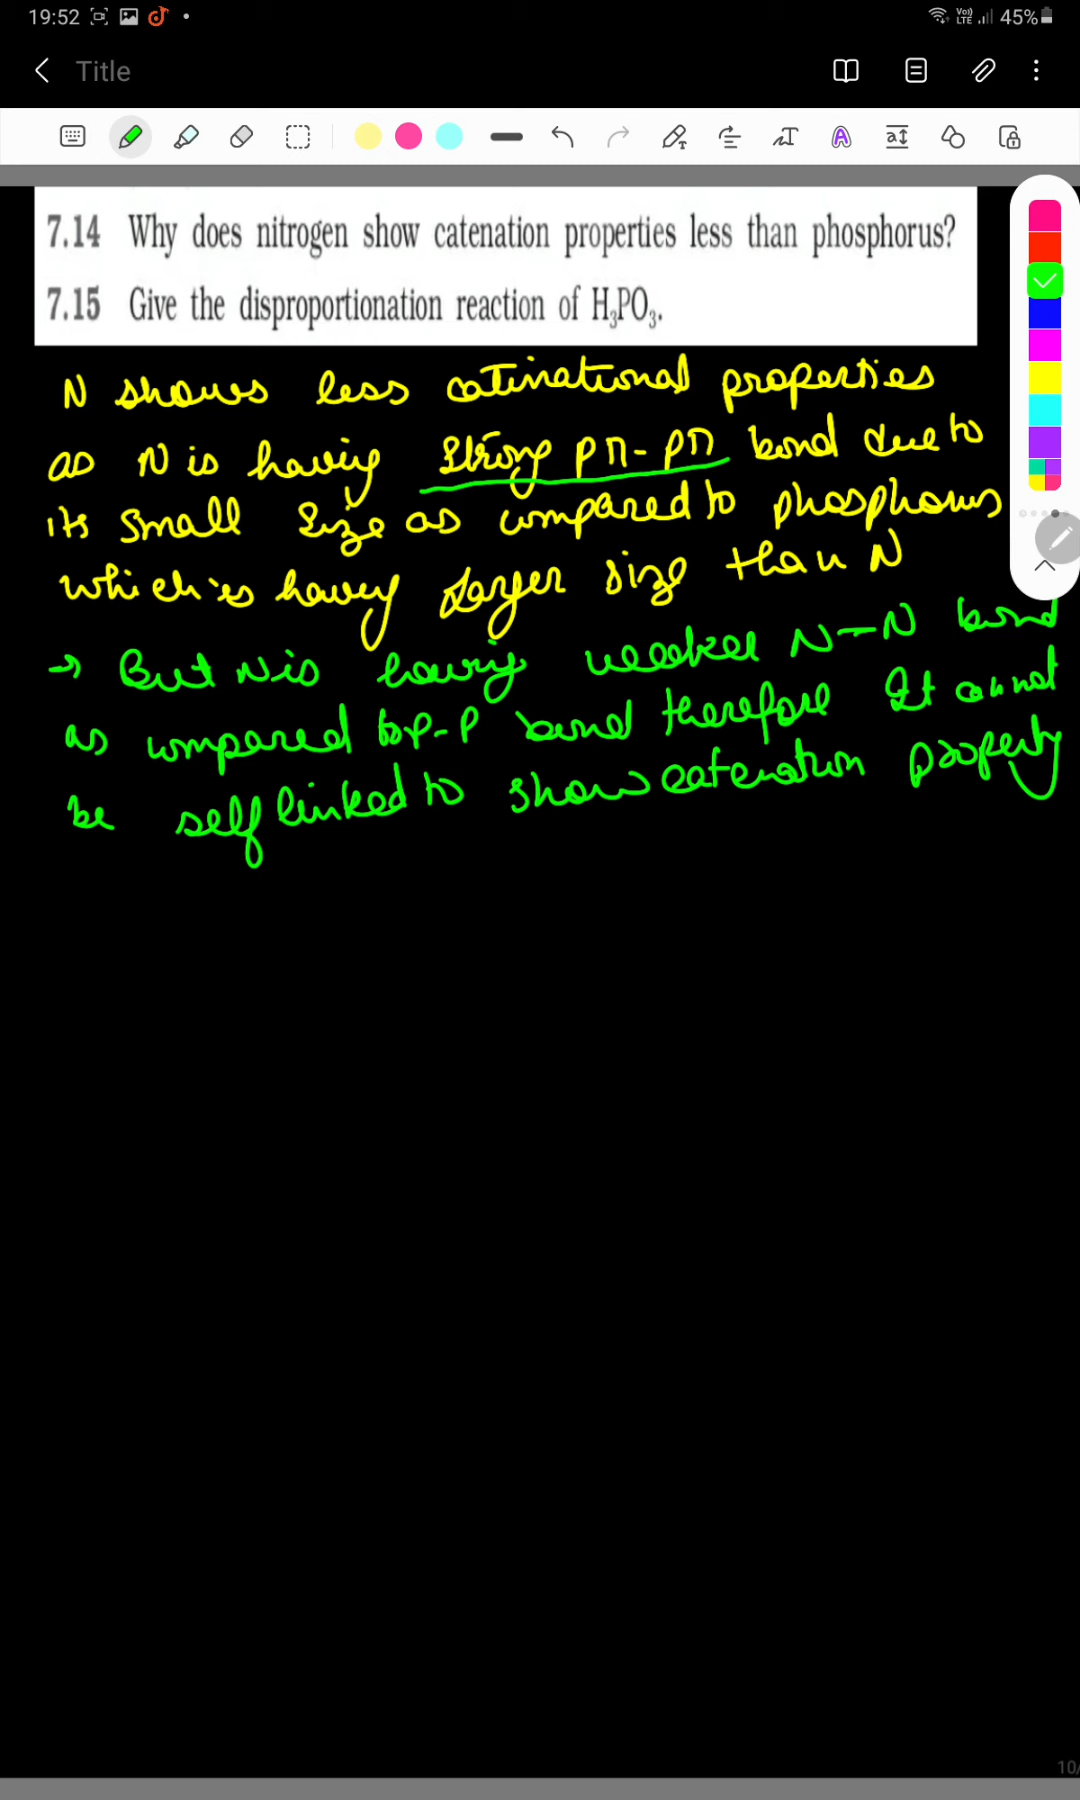 19:52
Vo)) LTE 45%
Title
7.14 Why does nitrogen show catenation properties less than phosphorus?
7.15 Give the disproportionation reaction of H₃PO₃.
N shows less catinational properties
as N is having strong pπ-pπ bond due to
its small size as compared to phosphorus
which is having larger size than N
→ But N is having weaker N-N bond
as compared to P-P bond therefore It cannot
be self linked to show catenation property
10/